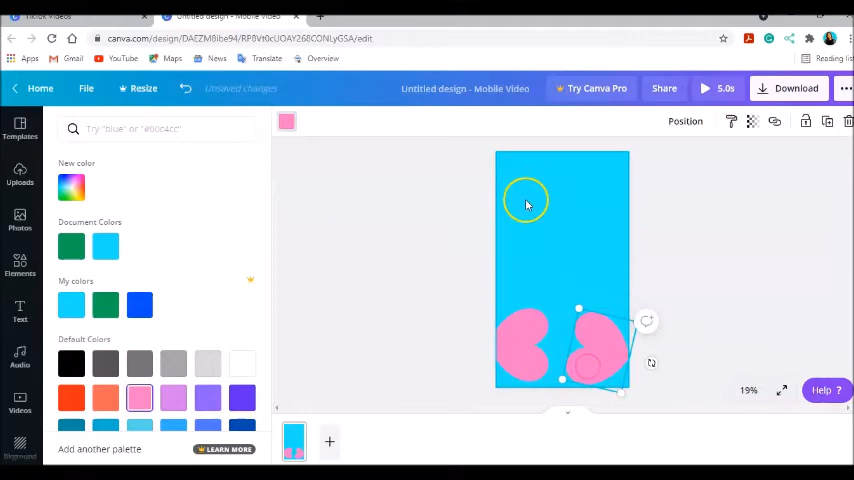 TikTok Videos
Untitled design - Mobile Video
canva.com/design/DAEZM8ibe94/RP8Vt0cUOAY268CONLyGSA/edit
Apps
Gmail
YouTube
Maps
News
Translate
Overview
Reading list
Home
File
Resize
Unsaved changes
Untitled design - Mobile Video
Try Canva Pro
Share
5.0s
Download
Templates
Uploads
Photos
Elements
Text
Audio
Videos
Bkground
Try "blue" or "#00c4cc"
New color
Document Colors
My colors
Default Colors
Add another palette
LEARN MORE
Position
19%
Help ?